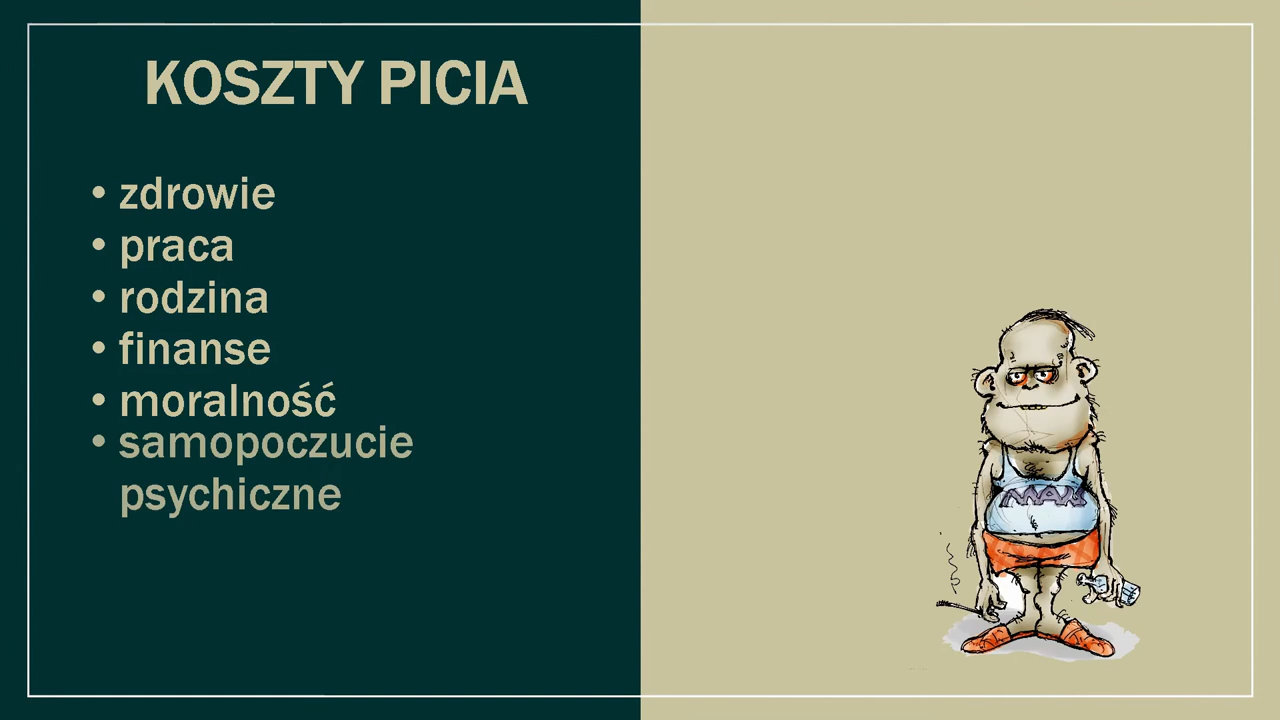 KOSZTY PICIA
• zdrowie
• praca
• rodzina
• finanse
• moralność
• samopoczucie
psychiczne
MAX